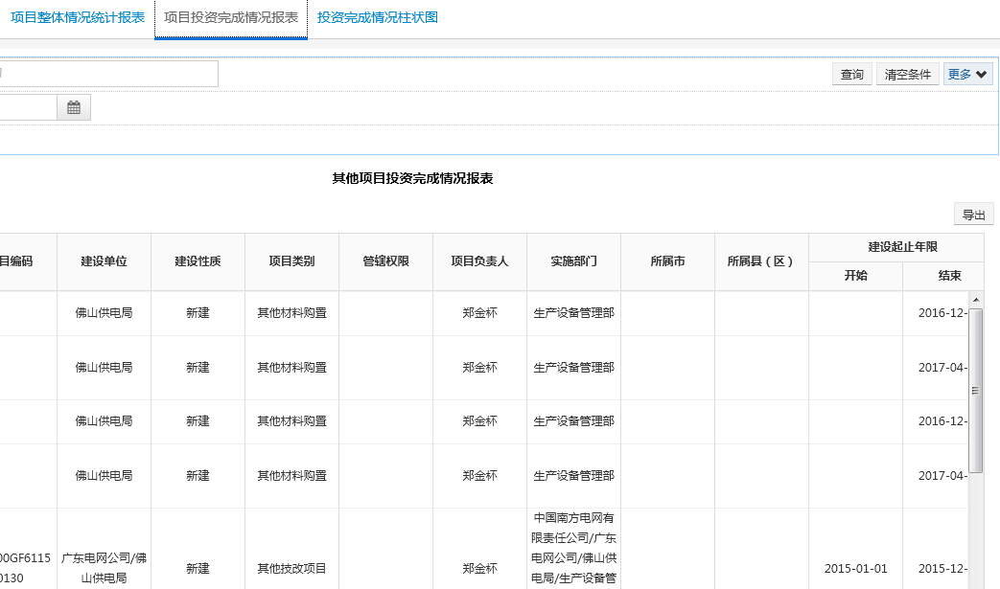 项目整体情况统计报表 项目投资完成情况报表 投资完成情况柱状图
查询 清空条件 更多
其他项目投资完成情况报表
导出
目编码 建设单位 建设性质 项目类别 管辖权限 项目负责人 实施部门 所属市 所属县（区） 建设起止年限
开始 结束
佛山供电局 新建 其他材料购置 郑金杯 生产设备管理部 2016-12-
佛山供电局 新建 其他材料购置 郑金杯 生产设备管理部 2017-04-
佛山供电局 新建 其他材料购置 郑金杯 生产设备管理部 2016-12-
佛山供电局 新建 其他材料购置 郑金杯 生产设备管理部 2017-04-
中国南方电网有
限责任公司/广东
00GF6115 广东电网公司/佛 电网公司/佛山供
新建 其他技改项目 郑金杯 2015-01-01 2015-12-
0130 山供电局 电局/生产设备管